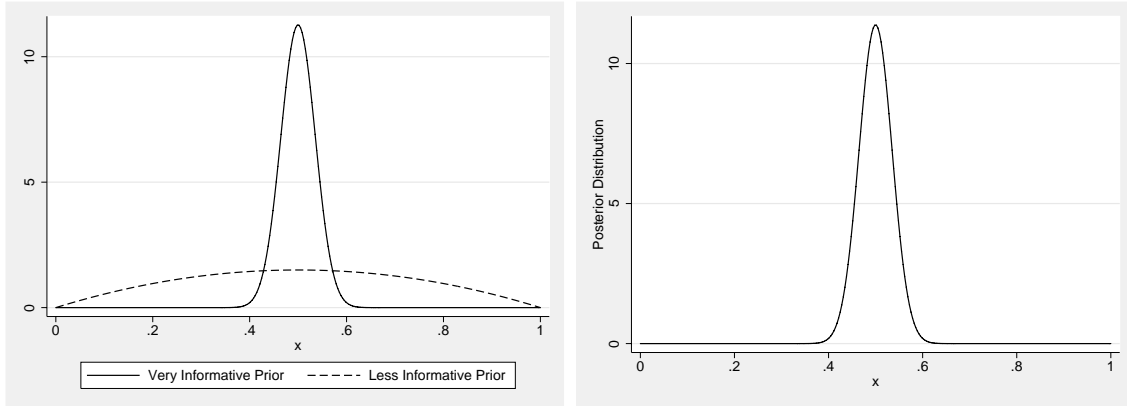 10
5
0
0 .2 .4 .6 .8 1
x
Very Informative Prior Less Informative Prior
Posterior Distribution
10
5
0
0 .2 .4 .6 .8 1
x